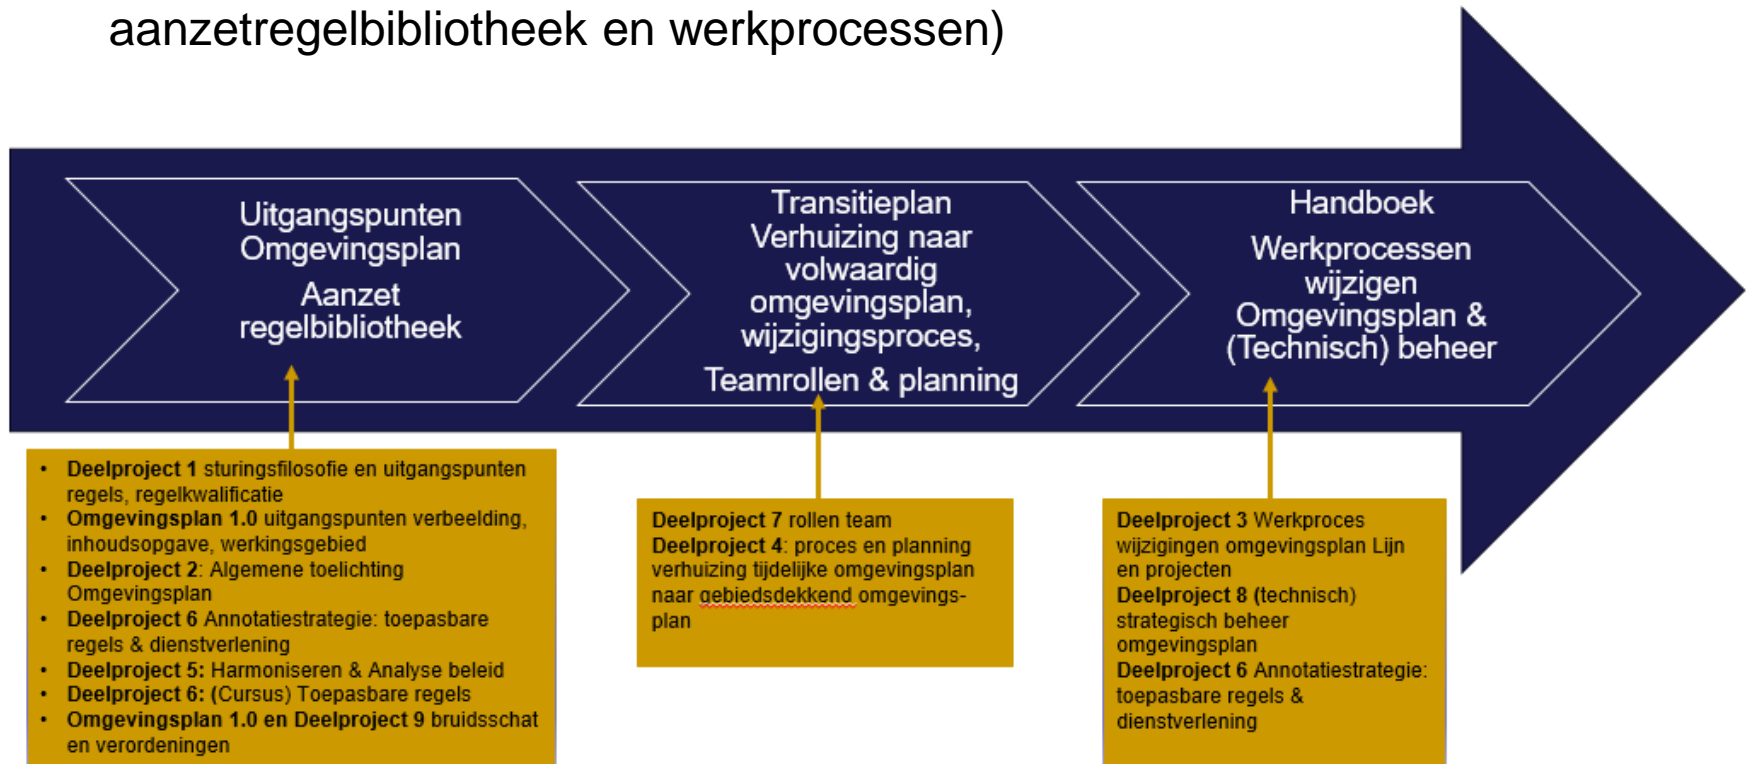 aanzetregelbibliotheek en werkprocessen)
Uitgangspunten
Omgevingsplan
Aanzet
regelbibliotheek
Transitieplan
Verhuizing naar
volwaardig
omgevingsplan,
wijzigingsproces,
Teamrollen & planning
Handboek
Werkprocessen
wijzigen
Omgevingsplan &
(Technisch) beheer
• Deelproject 1 sturingsfilosofie en uitgangspunten
regels, regelkwalificatie
• Omgevingsplan 1.0 uitgangspunten verbeelding,
inhoudsopgave, werkingsgebied
• Deelproject 2: Algemene toelichting
Omgevingsplan
• Deelproject 6 Annotatiestrategie: toepasbare
regels & dienstverlening
• Deelproject 5: Harmoniseren & Analyse beleid
• Deelproject 6: (Cursus) Toepasbare regels
• Omgevingsplan 1.0 en Deelproject 9 bruidsschat
en verordeningen
Deelproject 7 rollen team
Deelproject 4: proces en planning
verhuizing tijdelijke omgevingsplan
naar gebiedsdekkend omgevings-
plan
Deelproject 3 Werkproces
wijzigingen omgevingsplan Lijn
en projecten
Deelproject 8 (technisch)
strategisch beheer
omgevingsplan
Deelproject 6 Annotatiestrategie:
toepasbare regels &
dienstverlening